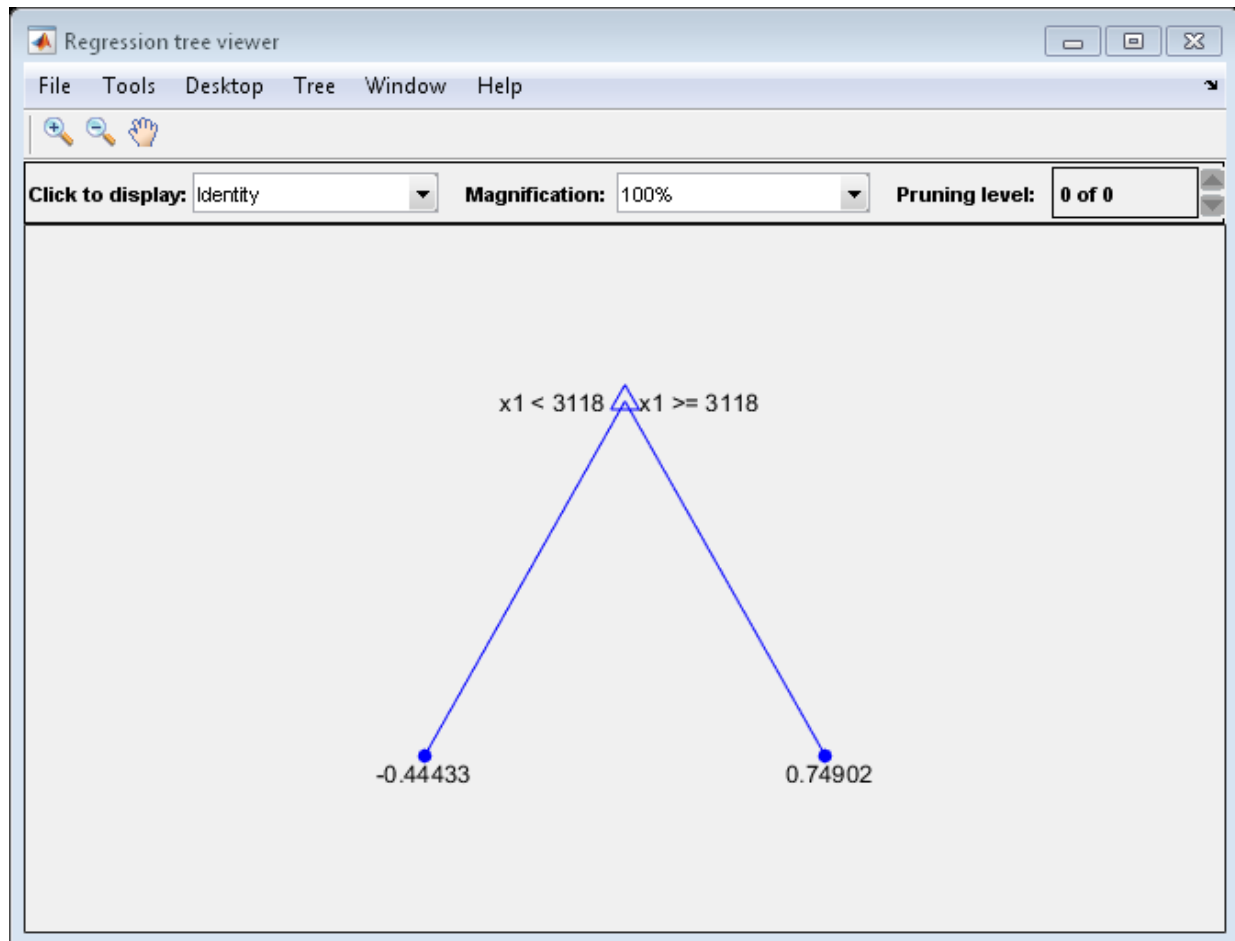 Regression tree viewer
File Tools Desktop Tree Window Help
Click to display: Identity Magnification: 100% Pruning level: 0 of 0
x1 < 3118 x1 >= 3118
-0.44433 0.74902